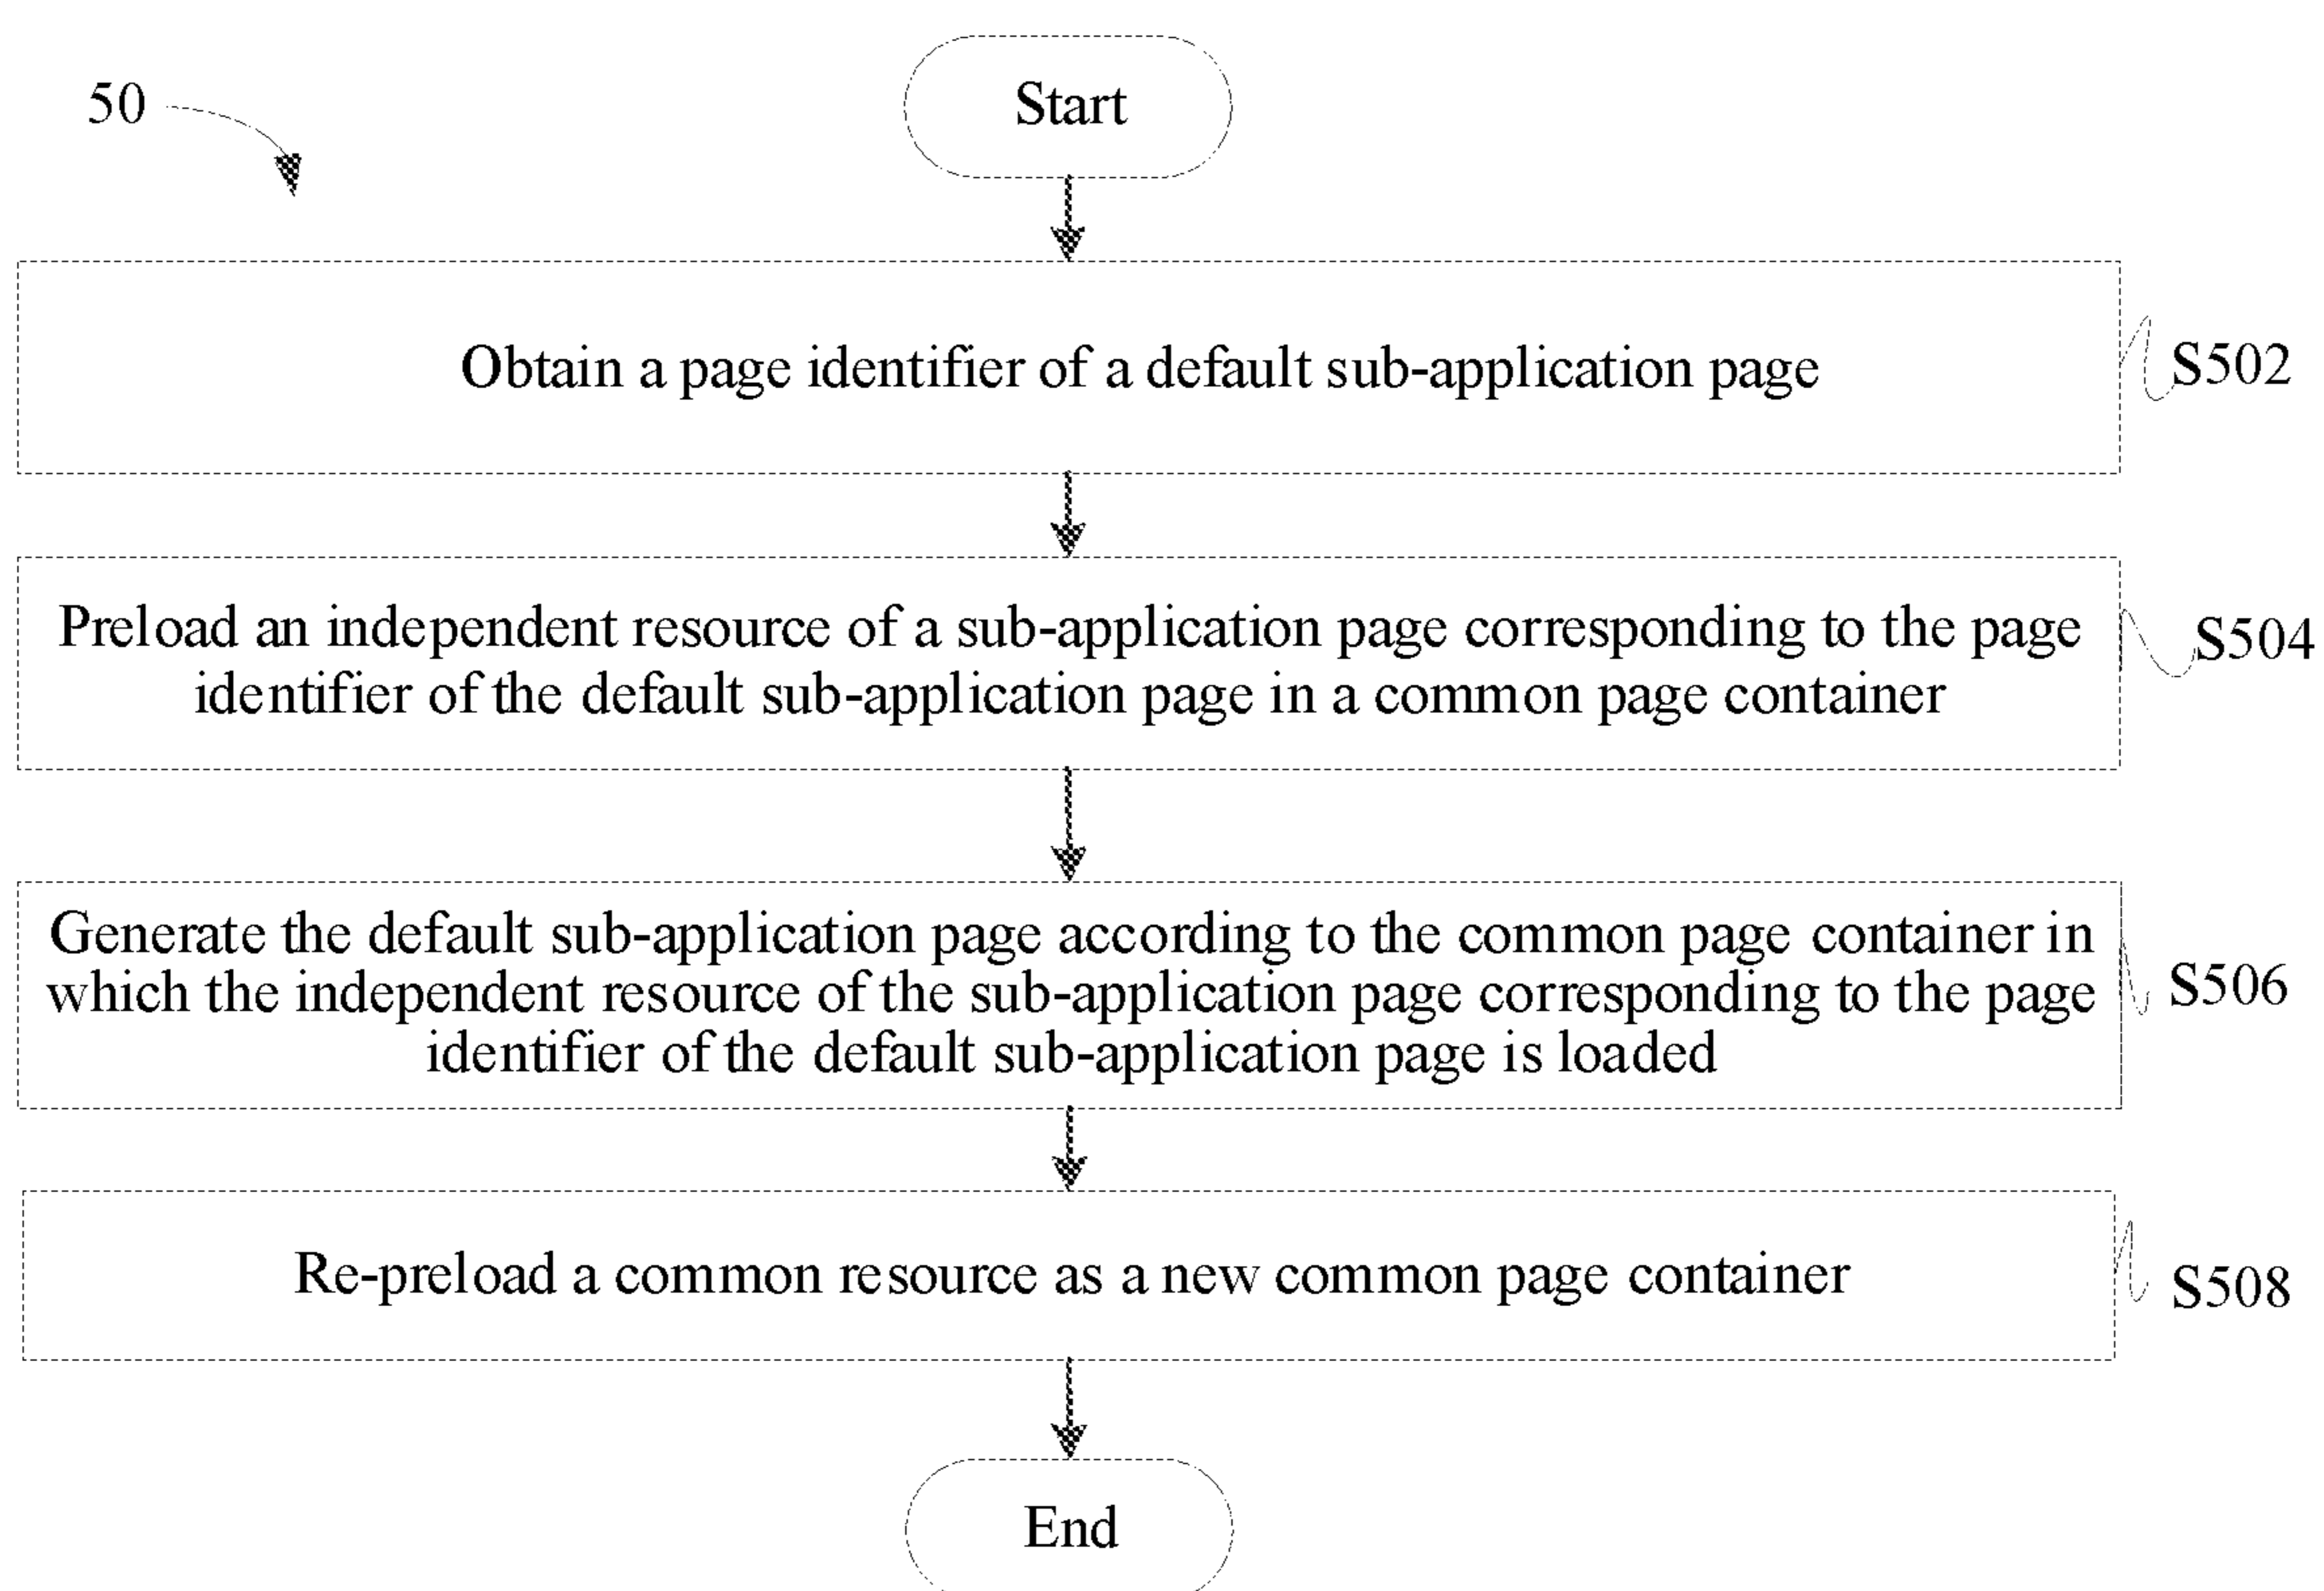 50
Start
Obtain a page identifier of a default sub-application page
S502
Preload an independent resource of a sub-application page corresponding to the page
identifier of the default sub-application page in a common page container
S504
Generate the default sub-application page according to the common page container in
which the independent resource of the sub-application page corresponding to the page
identifier of the default sub-application page is loaded
S506
Re-preload a common resource as a new common page container
S508
End